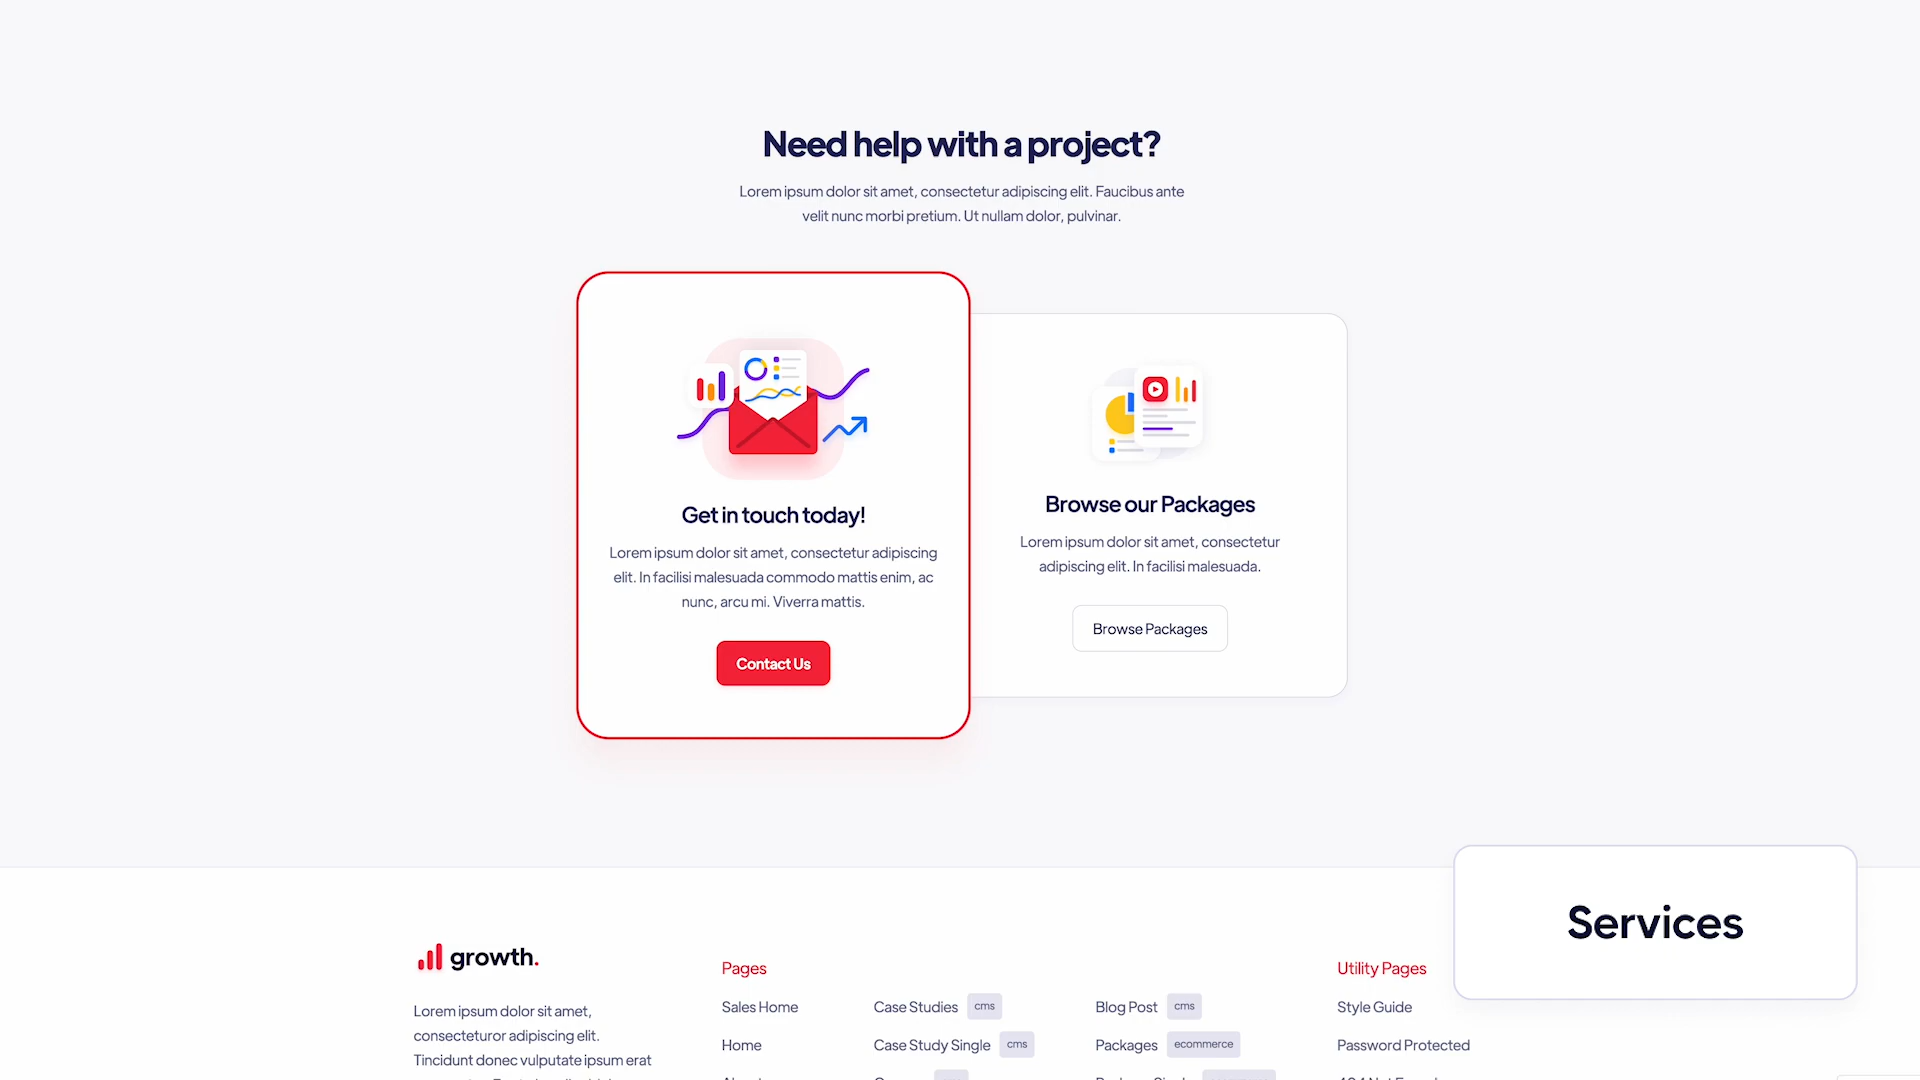 Need help with a project?
Lorem ipsum dolor sit amet, consectetur adipiscing elit. Faucibus ante
velit nunc morbi pretium. Ut nullam dolor, pulvinar.
Get in touch today!
Lorem ipsum dolor sit amet, consectetur adipiscing
elit. In facilisi malesuada commodo mattis enim, ac
nunc, arcu mi. Viverra mattis.
Contact Us
Browse our Packages
Lorem ipsum dolor sit amet, consectetur
adipiscing elit. In facilisi malesuada.
Browse Packages
Services
growth.
Lorem ipsum dolor sit amet,
consecteturor adipiscing elit.
Tincidunt donec vulputate ipsum erat
Pages
Sales Home
Home
Case Studies cms
Case Study Single cms
Blog Post cms
Packages ecommerce
Utility Pages
Style Guide
Password Protected